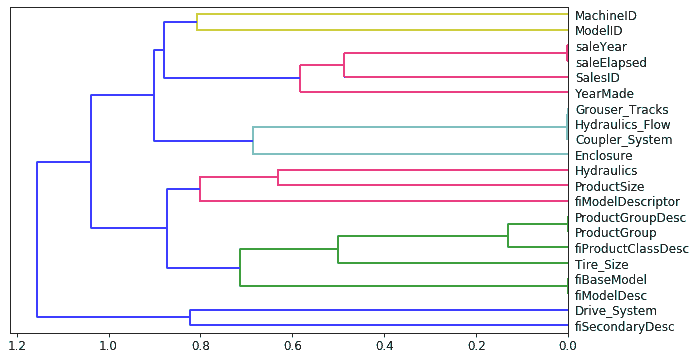 MachineID
ModelID
saleYear
saleElapsed
SalesID
YearMade
Grouser_Tracks
Hydraulics_Flow
Coupler_System
Enclosure
Hydraulics
ProductSize
fiModelDescriptor
ProductGroupDesc
ProductGroup
fiProductClassDesc
Tire_Size
fiBaseModel
fiModelDesc
Drive_System
fiSecondaryDesc
1.2 1.0 0.8 0.6 0.4 0.2 0.0